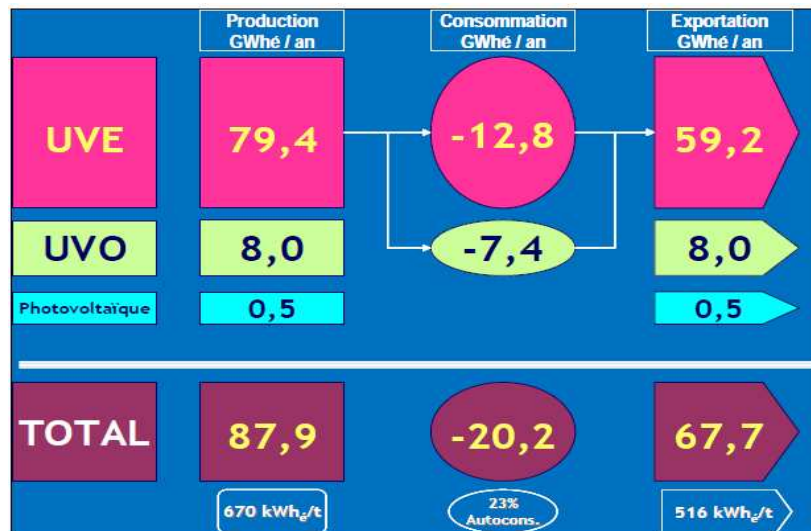 Production
GWhé / an
Consommation
GWhé / an
Exportation
GWhé / an
UVE
79,4
-12,8
59,2
UVO
8,0
-7,4
8,0
Photovoltaïque
0,5
0,5
TOTAL
87,9
-20,2
67,7
670 kWhé/t
23%
Autocons.
516 kWhé/t